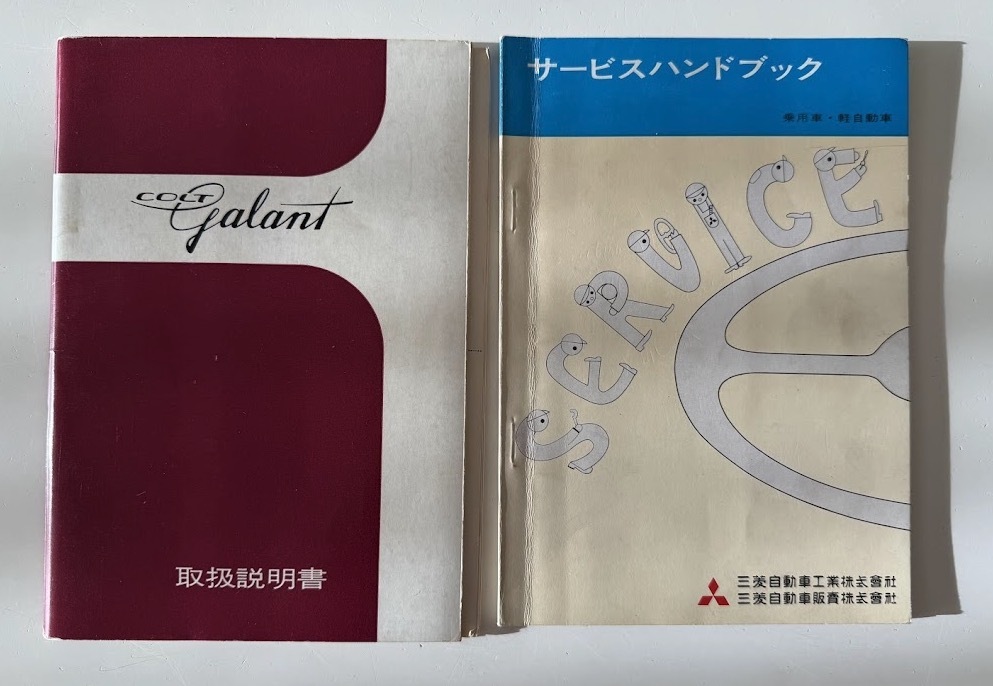 COLT
Galant
取扱説明書
サービスハンドブック
乗用車・軽自動車
SERVICE
三菱自動車工業株式會社
三菱自動車販賣株式會社